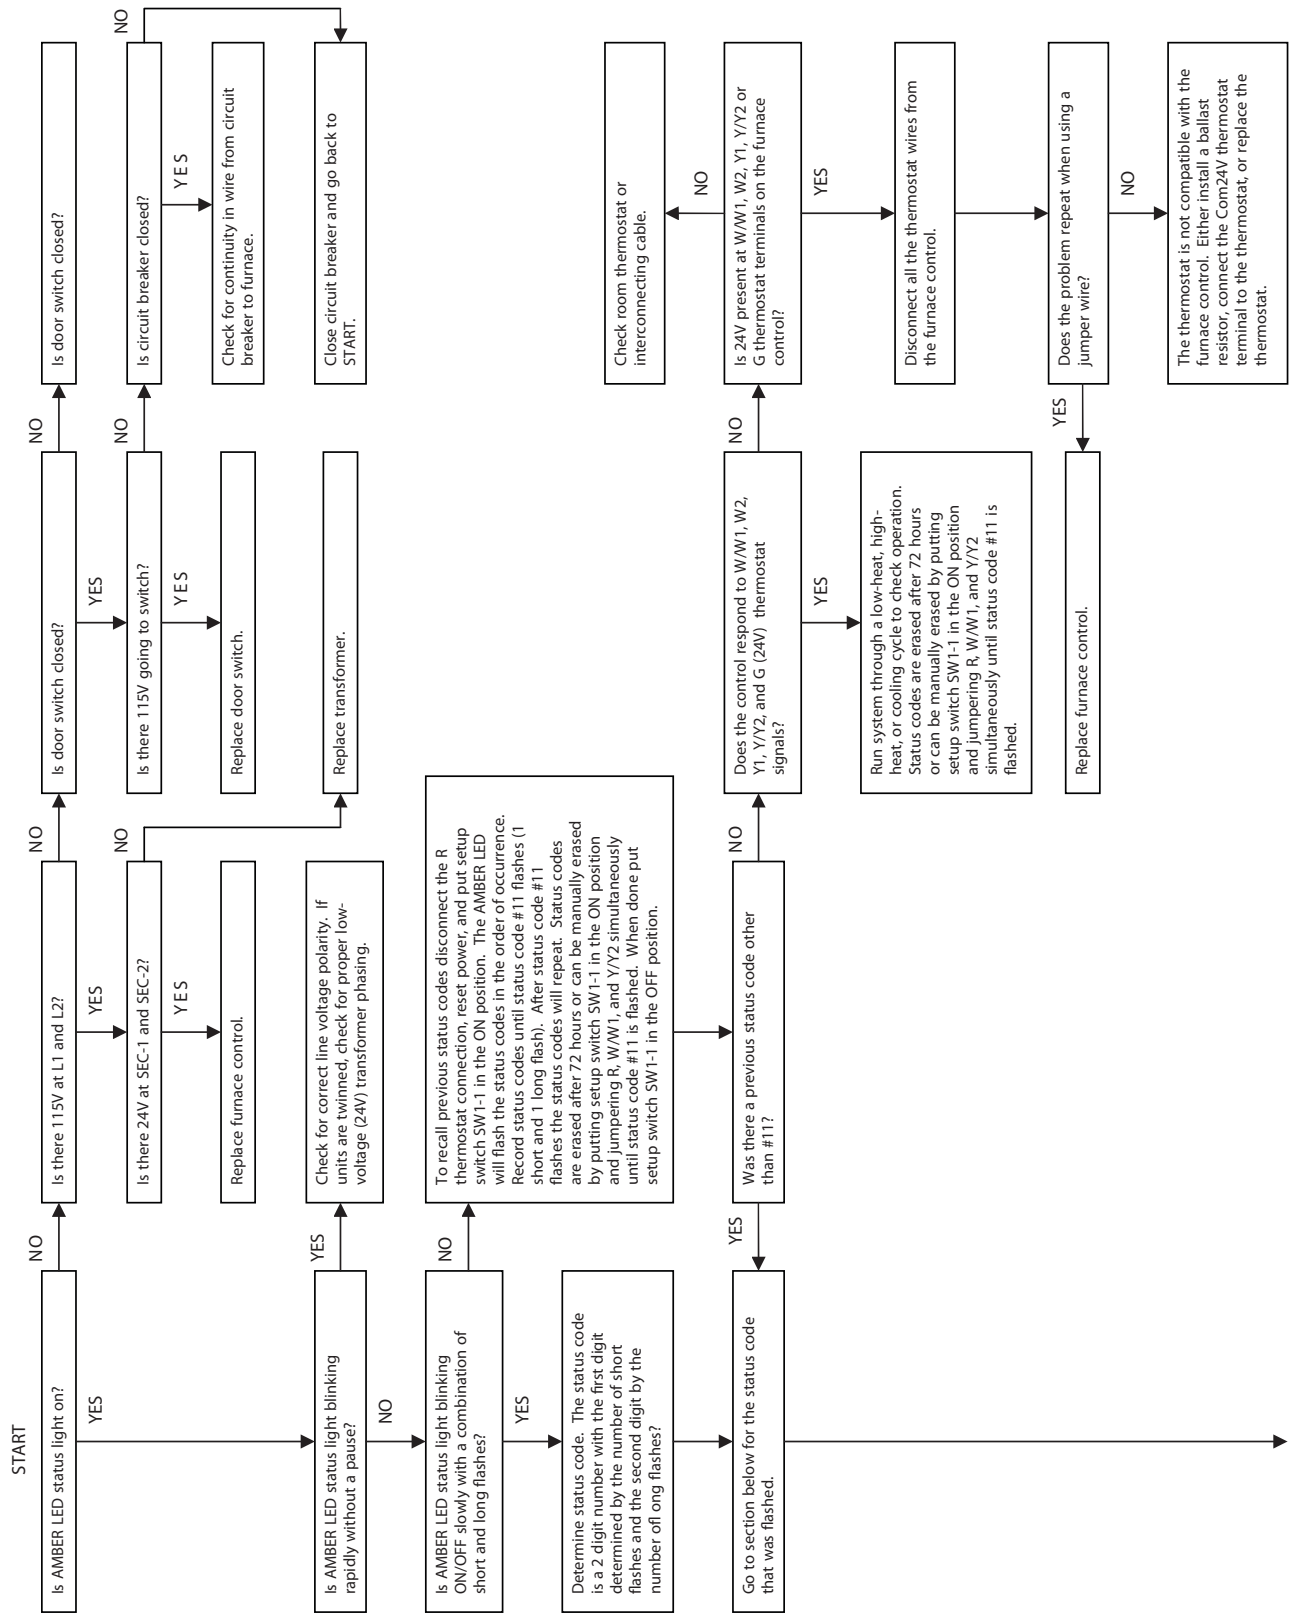 START
Is AMBER LED status light on?
NO
Is there 115V at L1 and L2?
NO
Is door switch closed?
NO
Is door switch closed?
YES
YES
YES
Is there 24V at SEC-1 and SEC-2?
NO
Is there 115V going to switch?
NO
Is circuit breaker closed?
NO
YES
YES
YES
Replace furnace control.
Replace door switch.
Check for continuity in wire from circuit
breaker to furnace.
Is AMBER LED status light blinking
rapidly without a pause?
YES
Check for correct line voltage polarity. If
units are twinned, check for proper low-
voltage (24V) transformer phasing.
Replace transformer.
Close circuit breaker and go back to
START.
NO
Is AMBER LED status light blinking
ON/OFF slowly with a combination of
short and long flashes?
NO
To recall previous status codes disconnect the R
thermostat connection, reset power, and put setup
switch SW1-1 in the ON position. The AMBER LED
will flash the status codes in the order of occurrence.
Record status codes until status code #11 flashes (1
short and 1 long flash). After status code #11
flashes the status codes will repeat. Status codes
are erased after 72 hours or can be manually erased
by putting setup switch SW1-1 in the ON position
and jumpering R, W/W1, and Y/Y2 simultaneously
until status code #11 is flashed. When done put
setup switch SW1-1 in the OFF position.
YES
Determine status code. The status code
is a 2 digit number with the first digit
determined by the number of short
flashes and the second digit by the
number ofl ong flashes?
Check room thermostat or
interconnecting cable.
NO
Go to section below for the status code
that was flashed.
YES
Was there a previous status code other
than #11?
NO
Does the control respond to W/W1, W2,
Y1, Y/Y2, and G (24V) thermostat
signals?
NO
Is 24V present at W/W1, W2, Y1, Y/Y2 or
G thermostat terminals on the furnace
control?
YES
YES
Run system through a low-heat, high-
heat, or cooling cycle to check operation.
Status codes are erased after 72 hours
or can be manually erased by putting
setup switch SW1-1 in the ON position
and jumpering R, W/W1, and Y/Y2
simultaneously until status code #11 is
flashed.
Disconnect all the thermostat wires from
the furnace control.
Replace furnace control.
YES
Does the problem repeat when using a
jumper wire?
NO
The thermostat is not compatible with the
furnace control. Either install a ballast
resistor, connect the Com24V thermostat
terminal to the thermostat, or replace the
thermostat.